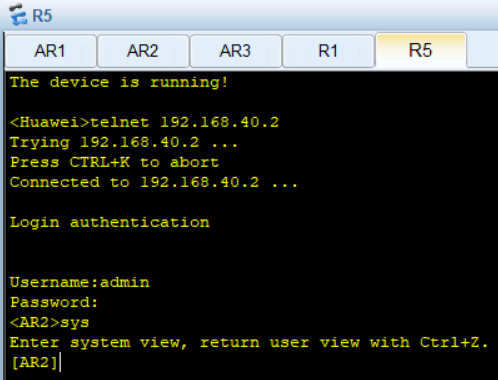 R5
AR1 AR2 AR3 R1 R5
The device is running!
<Huawei>telnet 192.168.40.2
Trying 192.168.40.2 ...
Press CTRL+K to abort
Connected to 192.168.40.2 ...
Login authentication
Username:admin
Password:
<AR2>sys
Enter system view, return user view with Ctrl+Z.
[AR2]